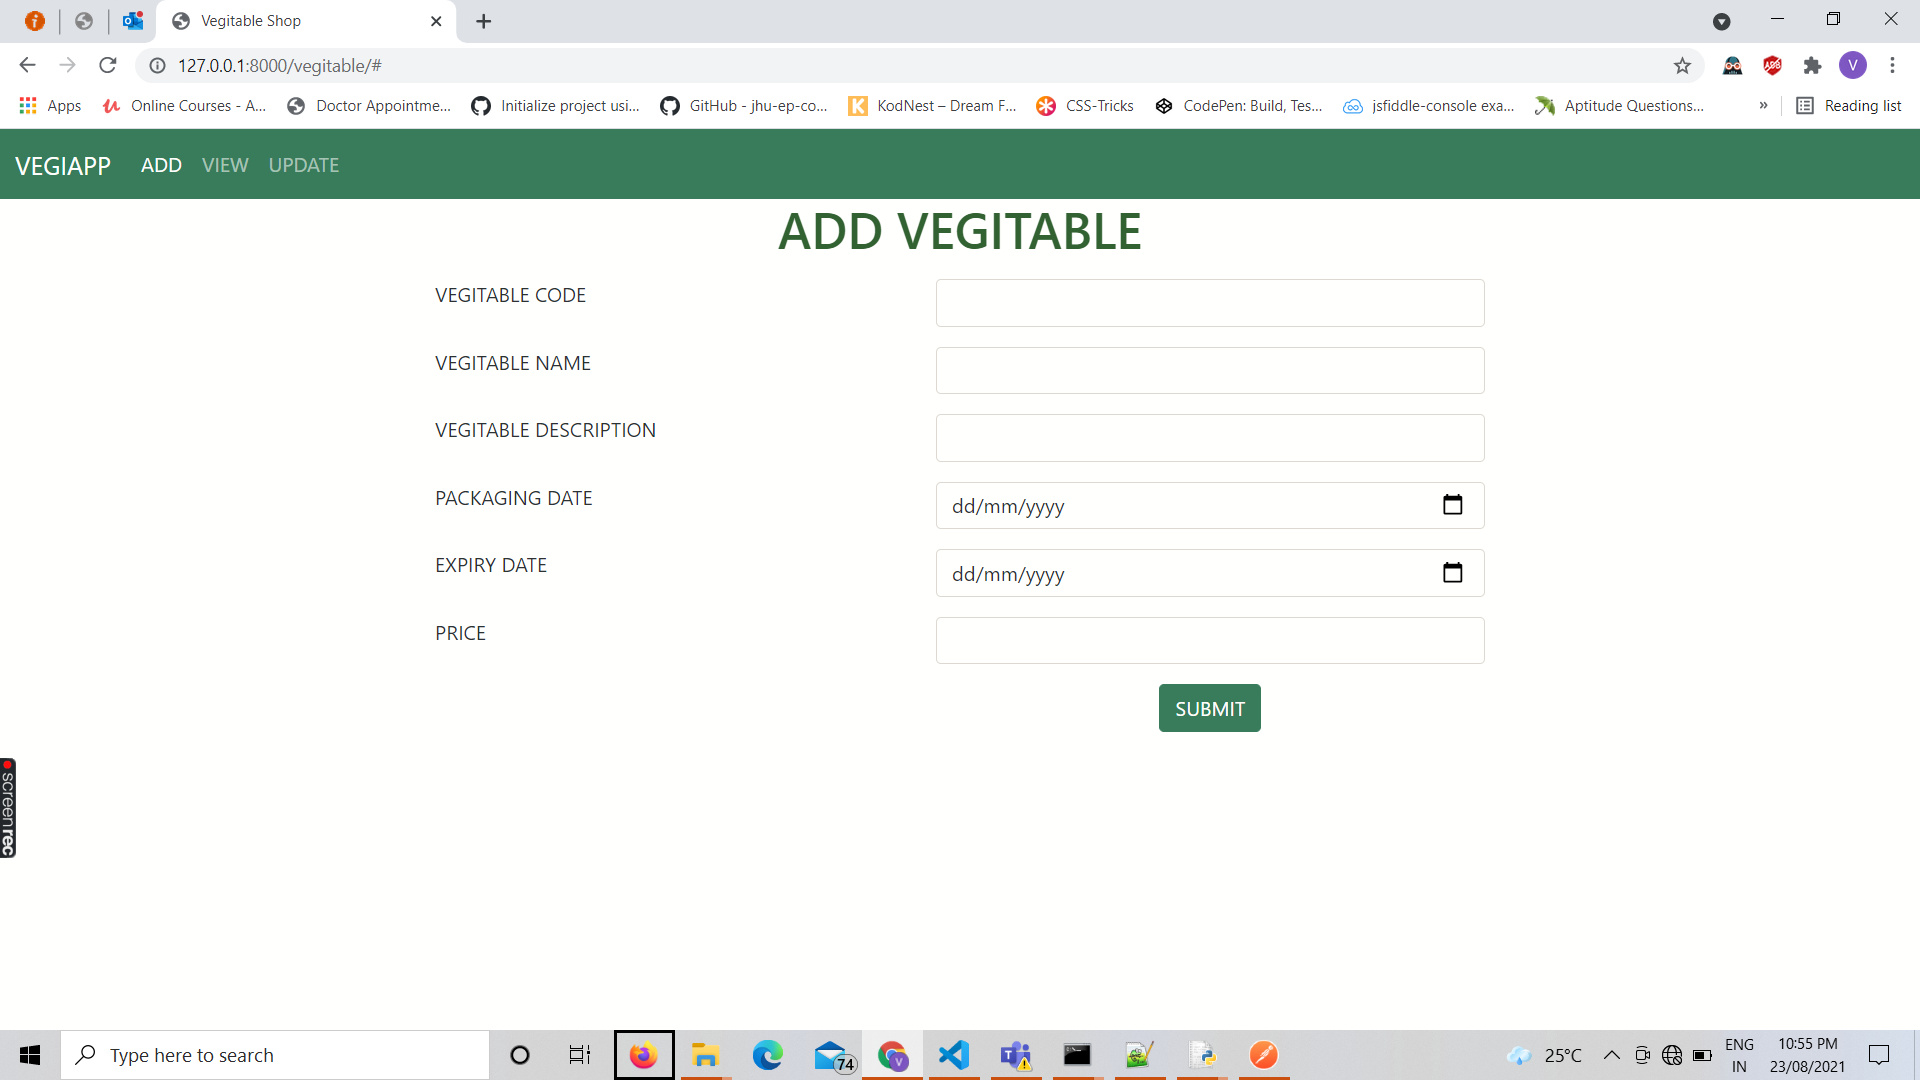 Vegitable Shop
127.0.0.1:8000/vegitable/#
V
Apps Online Courses - A... Doctor Appointme... Initialize project usi... GitHub - jhu-ep-co... KodNest – Dream F... CSS-Tricks CodePen: Build, Tes... jsfiddle-console exa... Aptitude Questions... » Reading list
VEGIAPP ADD VIEW UPDATE
ADD VEGITABLE
VEGITABLE CODE
VEGITABLE NAME
VEGITABLE DESCRIPTION
PACKAGING DATE dd/mm/yyyy
EXPIRY DATE dd/mm/yyyy
PRICE
SUBMIT
screenrec
Type here to search
74
V
25°C
ENG
IN
10:55 PM
23/08/2021